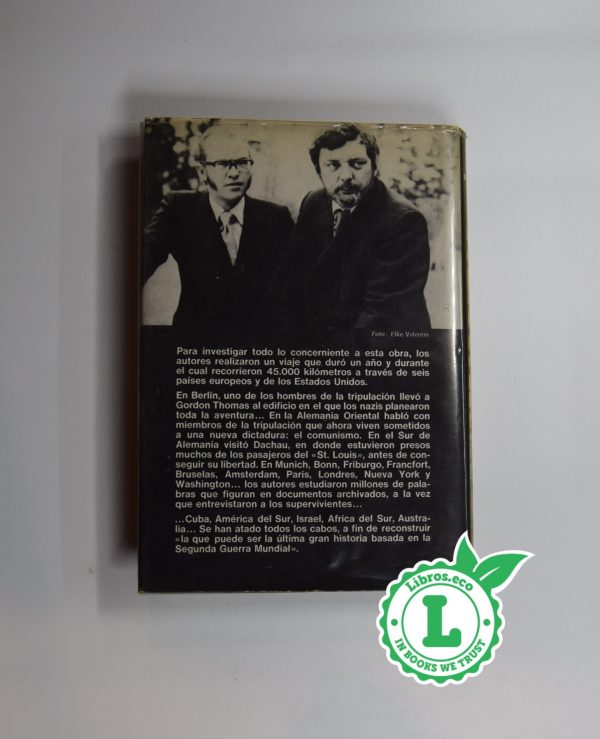 Foto: Elke Valentin
Para investigar todo lo concerniente a esta obra, los
autores realizaron un viaje que duró un año y durante
el cual recorrieron 45.000 kilómetros a través de seis
países europeos y de los Estados Unidos.
En Berlín, uno de los hombres de la tripulación llevó a
Gordon Thomas al edificio en el que los nazis planearon
toda la aventura... En la Alemania Oriental habló con
miembros de la tripulación que ahora viven sometidos
a una nueva dictadura: el comunismo. En el Sur de
Alemania visitó Dachau, en donde estuvieron presos
muchos de los pasajeros del «St. Louis», antes de con-
seguir su libertad. En Munich, Bonn, Friburgo, Francfort,
Bruselas, Amsterdam, París, Londres, Nueva York y
Washington... los autores estudiaron millones de pala-
bras que figuran en documentos archivados, a la vez
que entrevistaron a los supervivientes...
...Cuba, América del Sur, Israel, Africa del Sur, Austra-
lia... Se han atado todos los cabos, a fin de reconstruir
«la que puede ser la última gran historia basada en la
Segunda Guerra Mundial».
Libros.eco
L
IN BOOKS WE TRUST